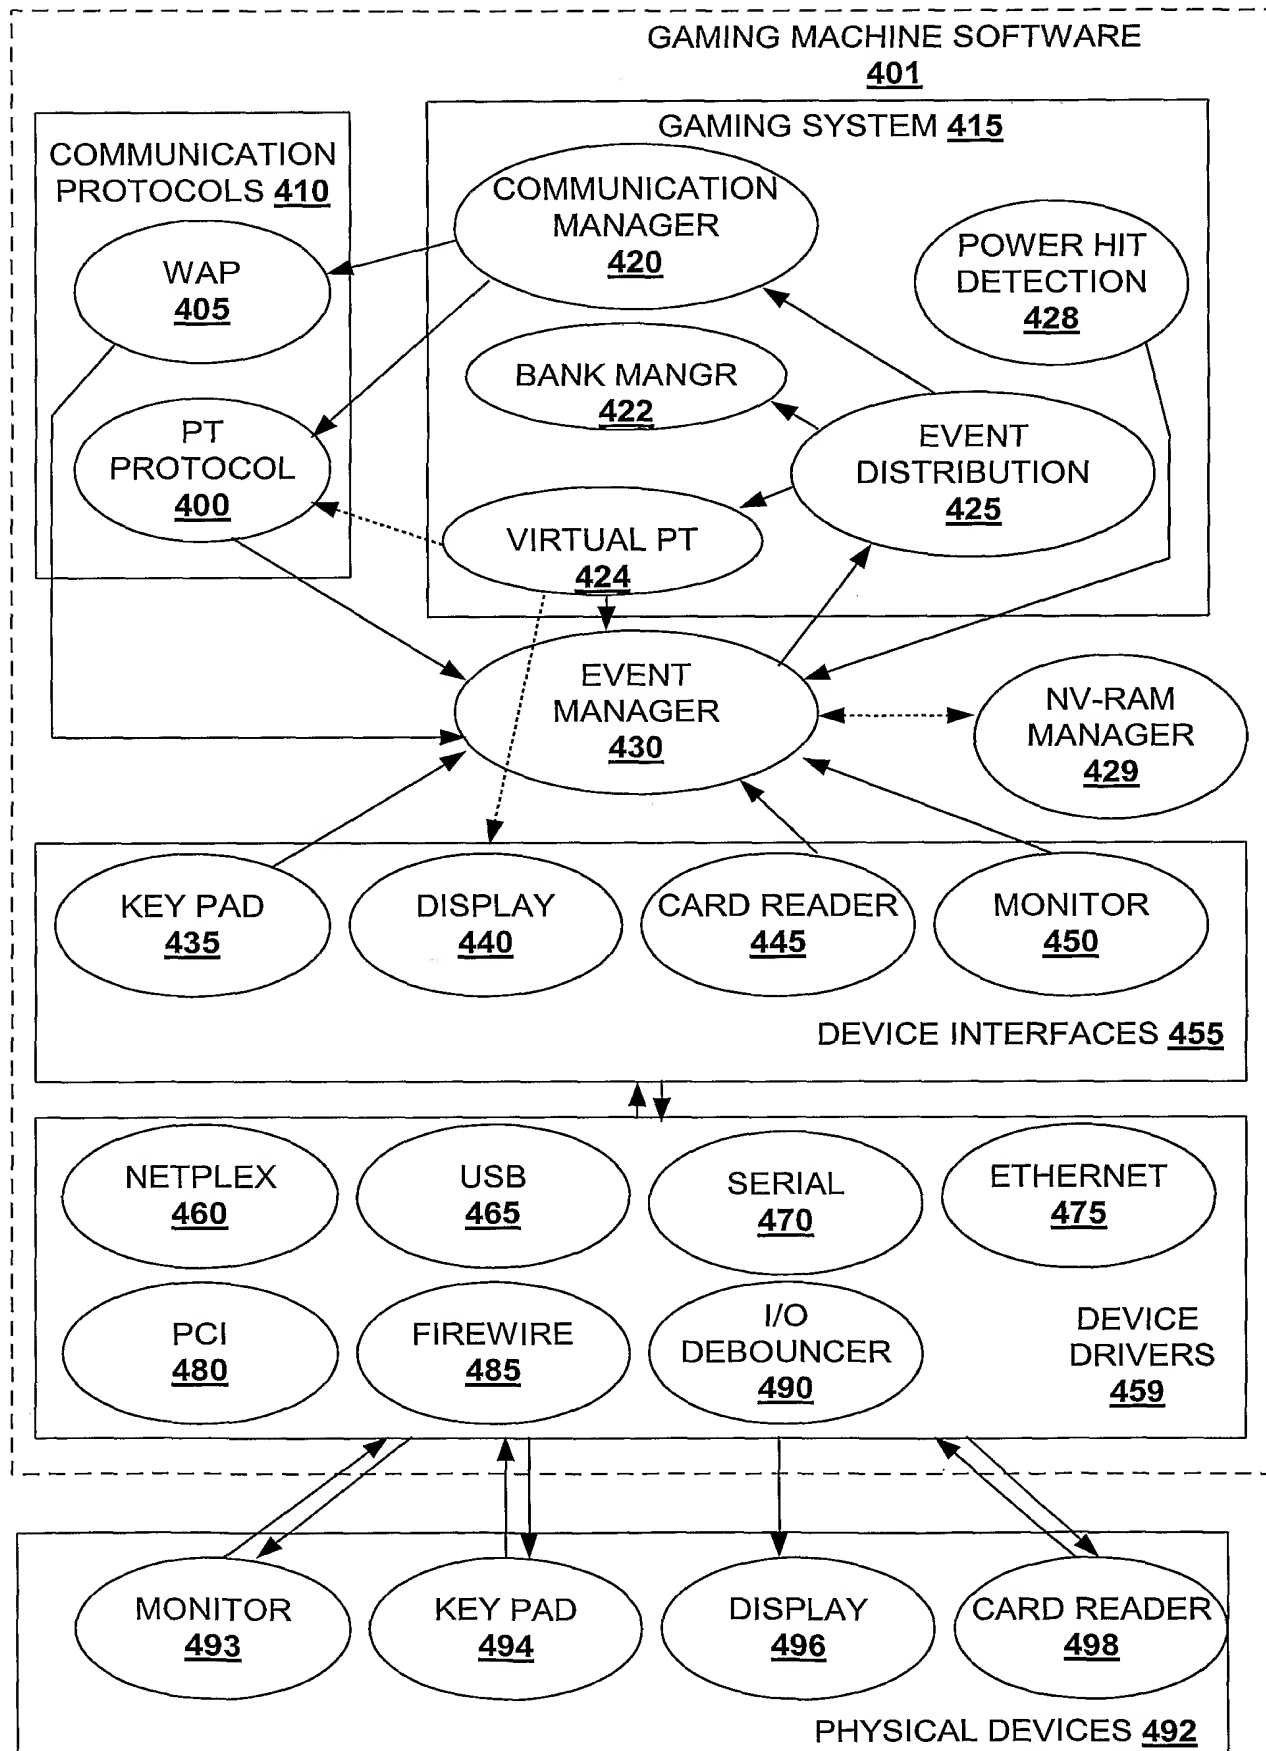 GAMING MACHINE SOFTWARE
401
GAMING SYSTEM 415
COMMUNICATION
PROTOCOLS 410
COMMUNICATION
MANAGER
420
POWER HIT
DETECTION
428
WAP
405
BANK MANGR
422
EVENT
DISTRIBUTION
425
PT
PROTOCOL
400
VIRTUAL PT
424
EVENT
MANAGER
430
NV-RAM
MANAGER
429
KEY PAD
435
DISPLAY
440
CARD READER
445
MONITOR
450
DEVICE INTERFACES 455
NETPLEX
460
USB
465
SERIAL
470
ETHERNET
475
PCI
480
FIREWIRE
485
I/O
DEBOUNCER
490
DEVICE
DRIVERS
459
MONITOR
493
KEY PAD
494
DISPLAY
496
CARD READER
498
PHYSICAL DEVICES 492